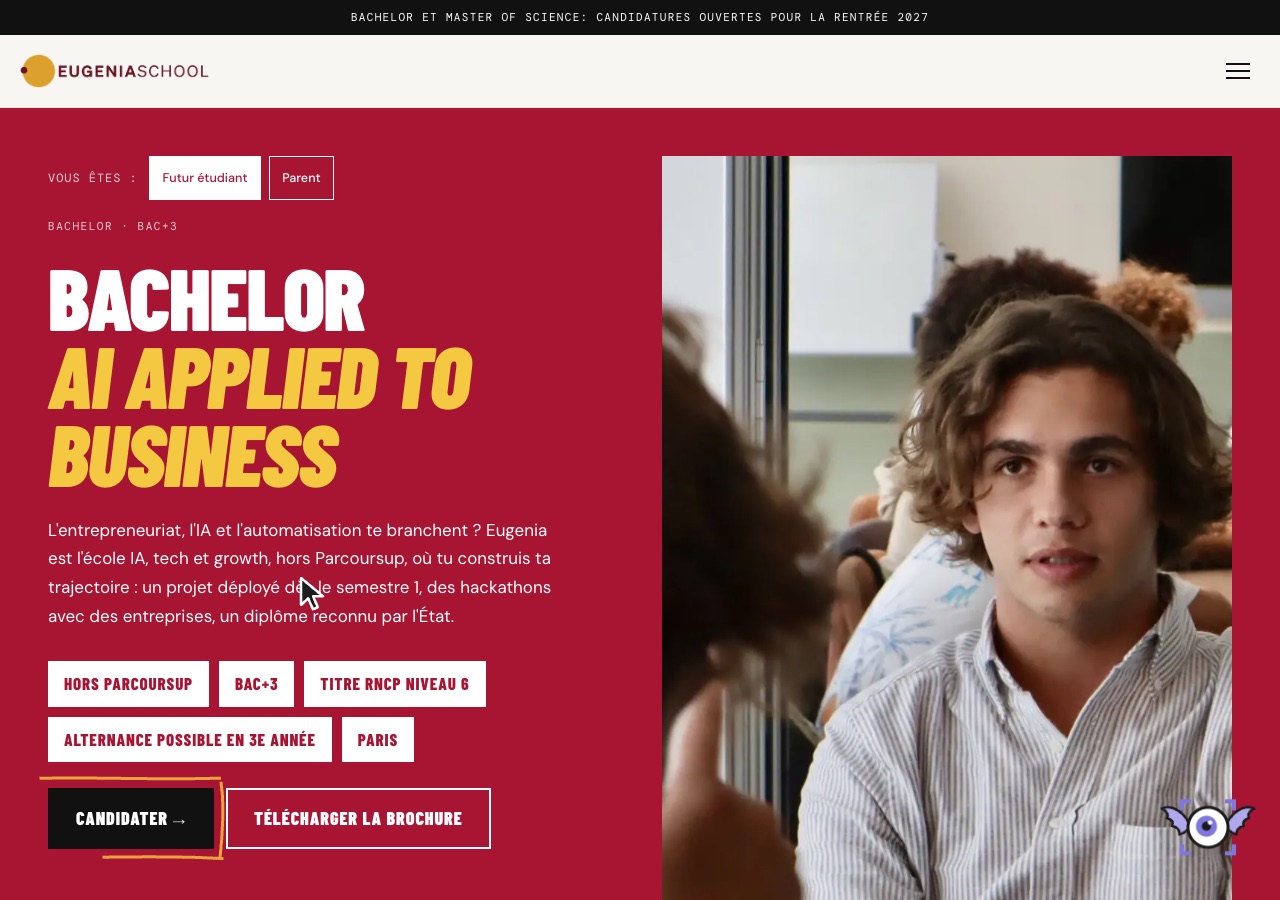 BACHELOR ET MASTER OF SCIENCE: CANDIDATURES OUVERTES POUR LA RENTRÉE 2027
EUGENIASCHOOL
VOUS ÊTES :
Futur étudiant
Parent
BACHELOR · BAC+3
BACHELOR
AI APPLIED TO
BUSINESS
L'entrepreneuriat, l'IA et l'automatisation te branchent ? Eugenia
est l'école IA, tech et growth, hors Parcoursup, où tu construis ta
trajectoire : un projet déployé dès le semestre 1, des hackathons
avec des entreprises, un diplôme reconnu par l'État.
HORS PARCOURSUP
BAC+3
TITRE RNCP NIVEAU 6
ALTERNANCE POSSIBLE EN 3E ANNÉE
PARIS
CANDIDATER →
TÉLÉCHARGER LA BROCHURE